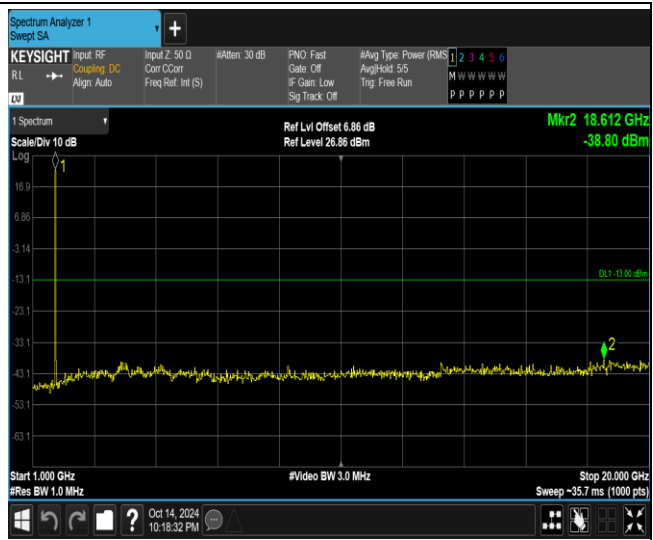 Spectrum Analyzer 1
Swept SA
+
KEYSIGHT Input: RF Input Z: 50 Ω #Atten: 30 dB PNO: Fast #Avg Type: Power (RMS 1 2 3 4 5 6
RL Coupling: DC Corr CCorr Gate: Off Avg|Hold: 5/5 M W W W W W
Align: Auto Freq Ref: Int (S) IF Gain: Low Trig: Free Run
LXI Sig Track: Off P P P P P P
1 Spectrum Ref Lvl Offset 6.86 dB Mkr2 18.612 GHz
Scale/Div 10 dB Ref Level 26.86 dBm -38.80 dBm
Log
1
16.9
6.86
-3.14
-13.1 DL1 -13.00 dBm
-23.1
-33.1
2
-43.1
-53.1
-63.1
Start 1.000 GHz #Video BW 3.0 MHz Stop 20.000 GHz
#Res BW 1.0 MHz Sweep ~35.7 ms (1000 pts)
? Oct 14, 2024
10:18:32 PM